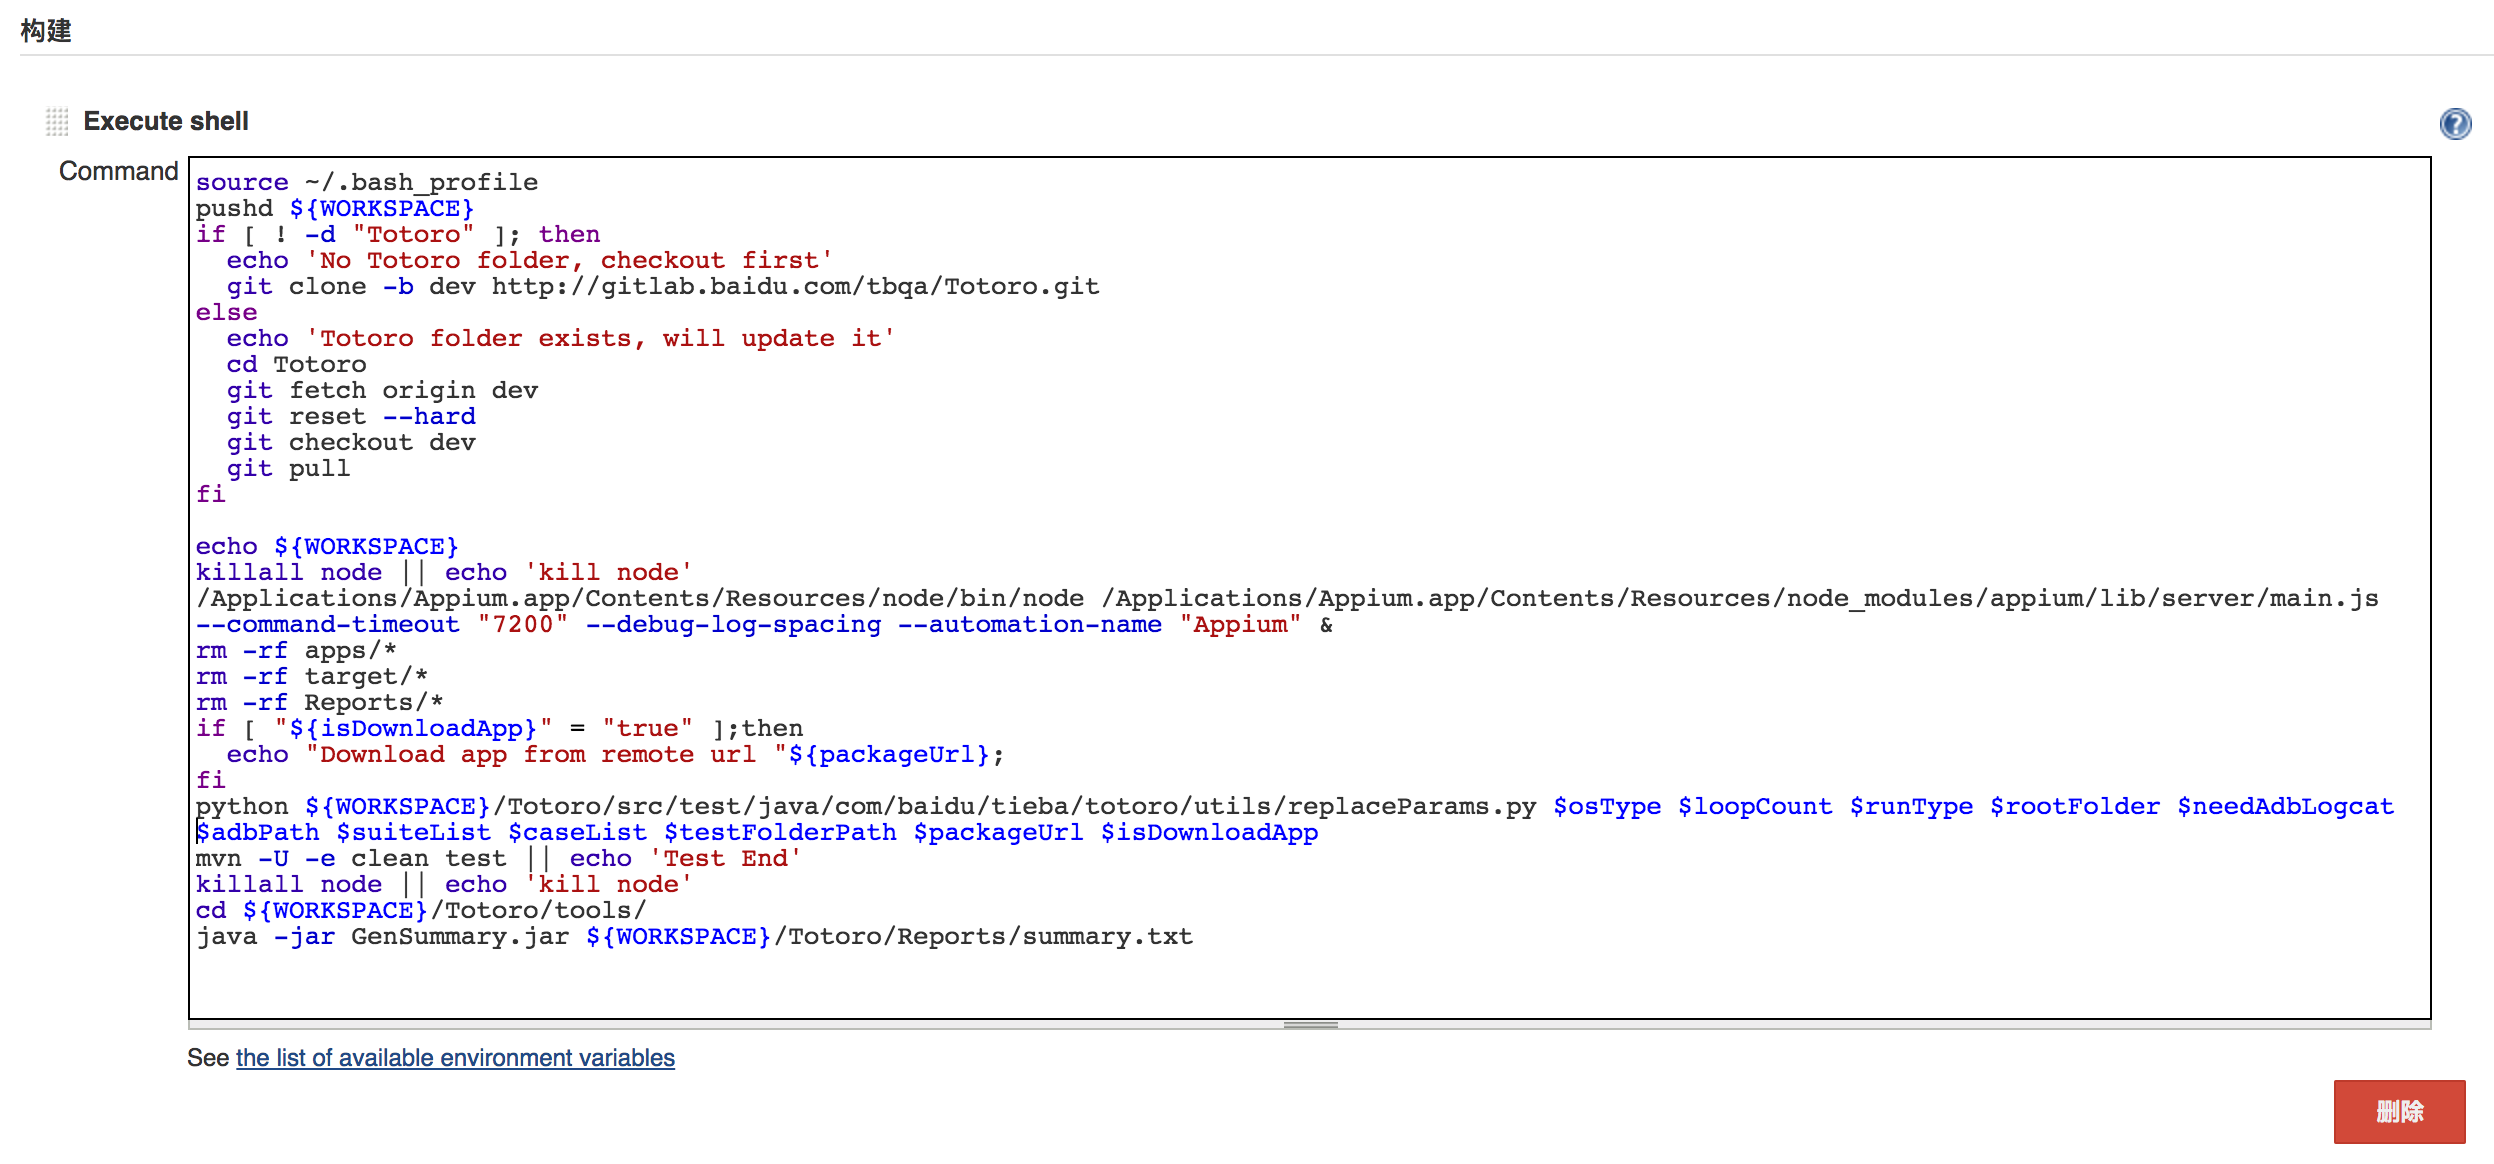 构建
Execute shell
Command
source ~/.bash_profile
pushd ${WORKSPACE}
if [ ! -d "Totoro" ]; then
  echo 'No Totoro folder, checkout first'
  git clone -b dev http://gitlab.baidu.com/tbqa/Totoro.git
else
  echo 'Totoro folder exists, will update it'
  cd Totoro
  git fetch origin dev
  git reset --hard
  git checkout dev
  git pull
fi

echo ${WORKSPACE}
killall node || echo 'kill node'
/Applications/Appium.app/Contents/Resources/node/bin/node /Applications/Appium.app/Contents/Resources/node_modules/appium/lib/server/main.js
--command-timeout "7200" --debug-log-spacing --automation-name "Appium" &
rm -rf apps/*
rm -rf target/*
rm -rf Reports/*
if [ "${isDownloadApp}" = "true" ];then
  echo "Download app from remote url "${packageUrl};
fi
python ${WORKSPACE}/Totoro/src/test/java/com/baidu/tieba/totoro/utils/replaceParams.py $osType $loopCount $runType $rootFolder $needAdbLogcat
$adbPath $suiteList $caseList $testFolderPath $packageUrl $isDownloadApp
mvn -U -e clean test || echo 'Test End'
killall node || echo 'kill node'
cd ${WORKSPACE}/Totoro/tools/
java -jar GenSummary.jar ${WORKSPACE}/Totoro/Reports/summary.txt
See the list of available environment variables
删除